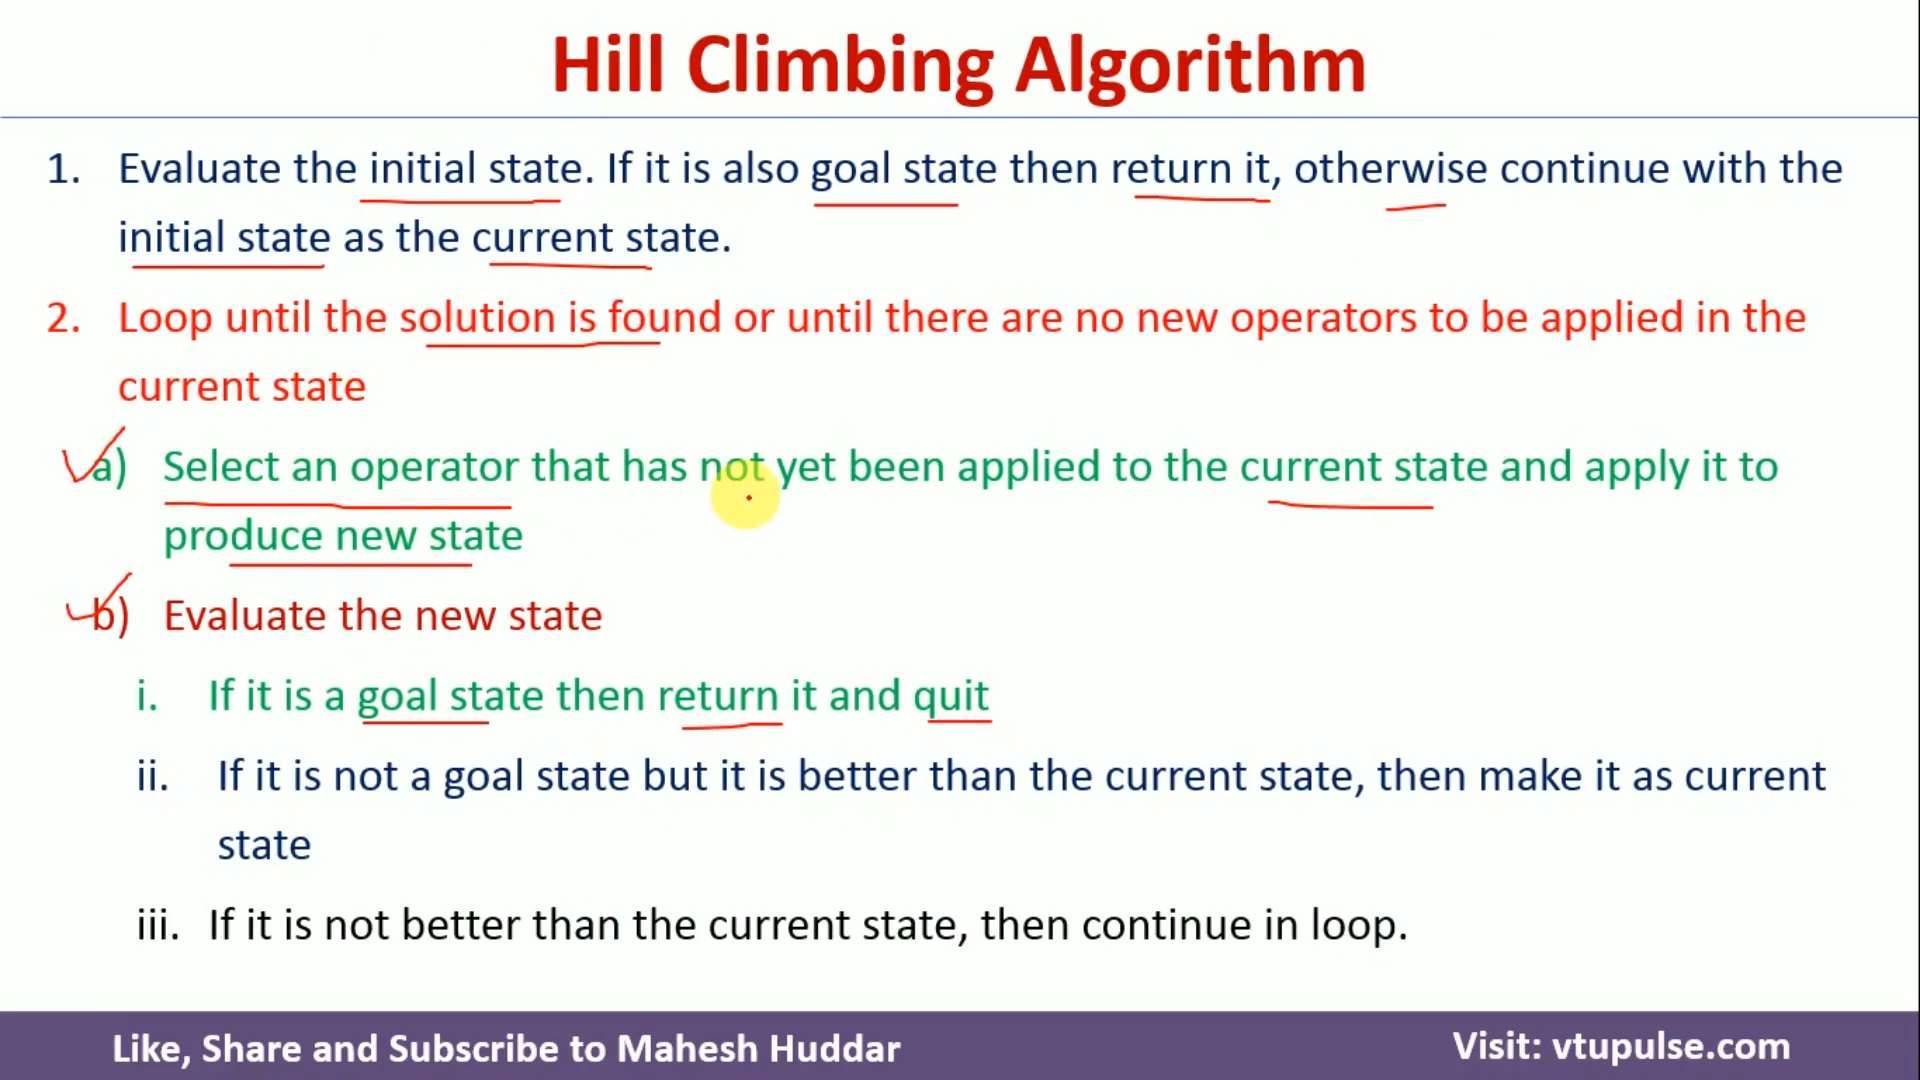 Hill Climbing Algorithm
1. Evaluate the initial state. If it is also goal state then return it, otherwise continue with the
initial state as the current state.
2. Loop until the solution is found or until there are no new operators to be applied in the
current state
a) Select an operator that has not yet been applied to the current state and apply it to
produce new state
b) Evaluate the new state
i. If it is a goal state then return it and quit
ii. If it is not a goal state but it is better than the current state, then make it as current
state
iii. If it is not better than the current state, then continue in loop.
Like, Share and Subscribe to Mahesh Huddar
Visit: vtupulse.com